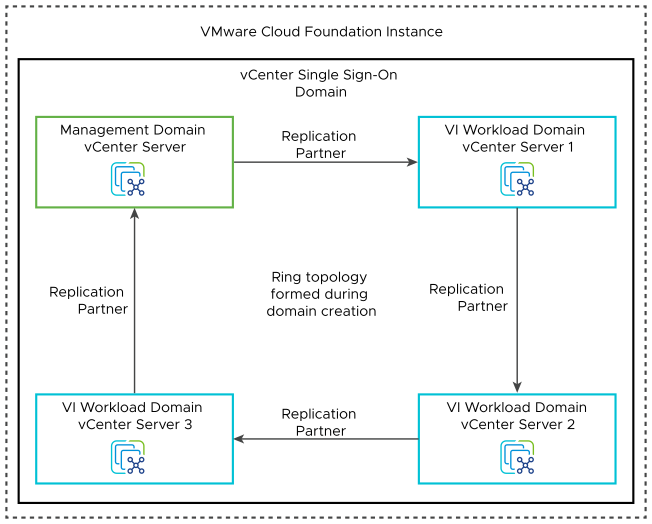 VMware Cloud Foundation Instance
vCenter Single Sign-On
Domain
Management Domain
vCenter Server
Replication
Partner
VI Workload Domain
vCenter Server 1
Replication
Partner
Ring topology
formed during
domain creation
Replication
Partner
VI Workload Domain
vCenter Server 3
Replication
Partner
VI Workload Domain
vCenter Server 2